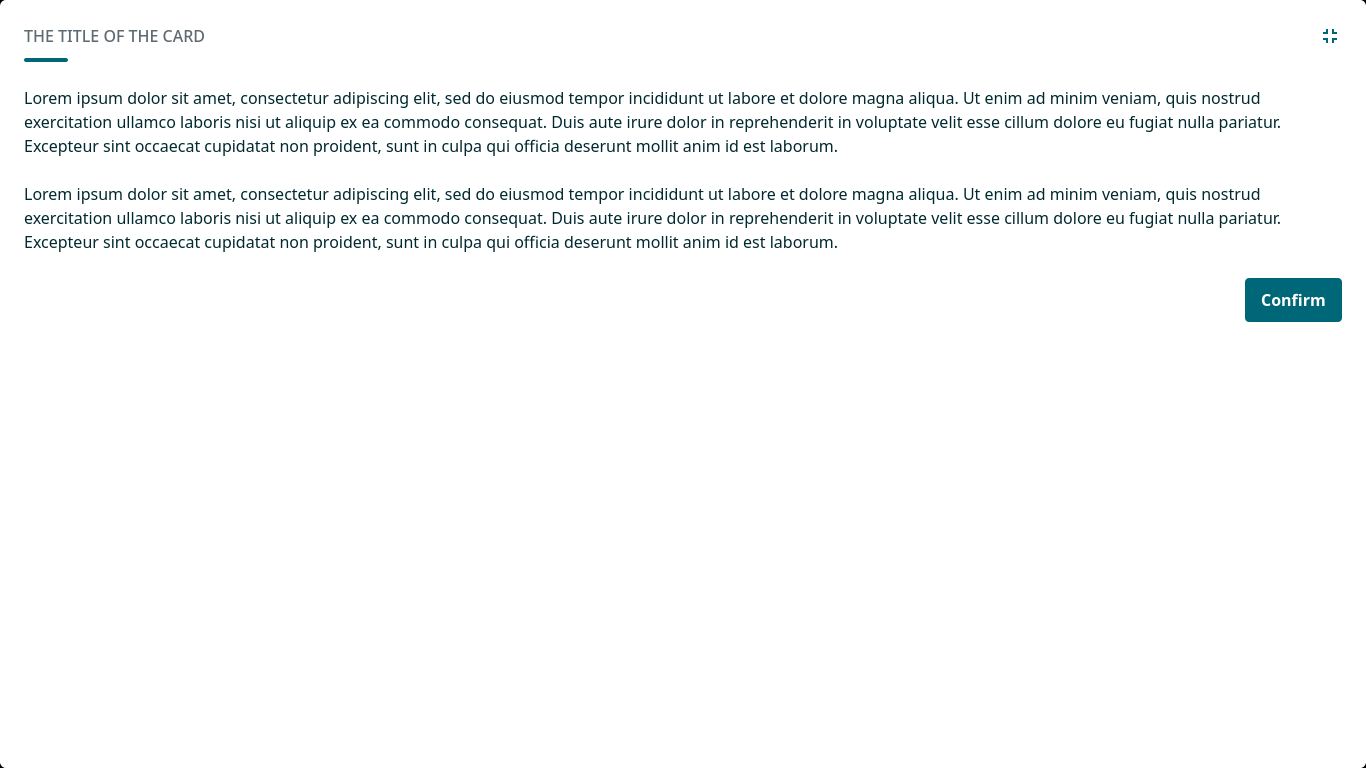 THE TITLE OF THE CARD
Lorem ipsum dolor sit amet, consectetur adipiscing elit, sed do eiusmod tempor incididunt ut labore et dolore magna aliqua. Ut enim ad minim veniam, quis nostrud
exercitation ullamco laboris nisi ut aliquip ex ea commodo consequat. Duis aute irure dolor in reprehenderit in voluptate velit esse cillum dolore eu fugiat nulla pariatur.
Excepteur sint occaecat cupidatat non proident, sunt in culpa qui officia deserunt mollit anim id est laborum.
Lorem ipsum dolor sit amet, consectetur adipiscing elit, sed do eiusmod tempor incididunt ut labore et dolore magna aliqua. Ut enim ad minim veniam, quis nostrud
exercitation ullamco laboris nisi ut aliquip ex ea commodo consequat. Duis aute irure dolor in reprehenderit in voluptate velit esse cillum dolore eu fugiat nulla pariatur.
Excepteur sint occaecat cupidatat non proident, sunt in culpa qui officia deserunt mollit anim id est laborum.
Confirm